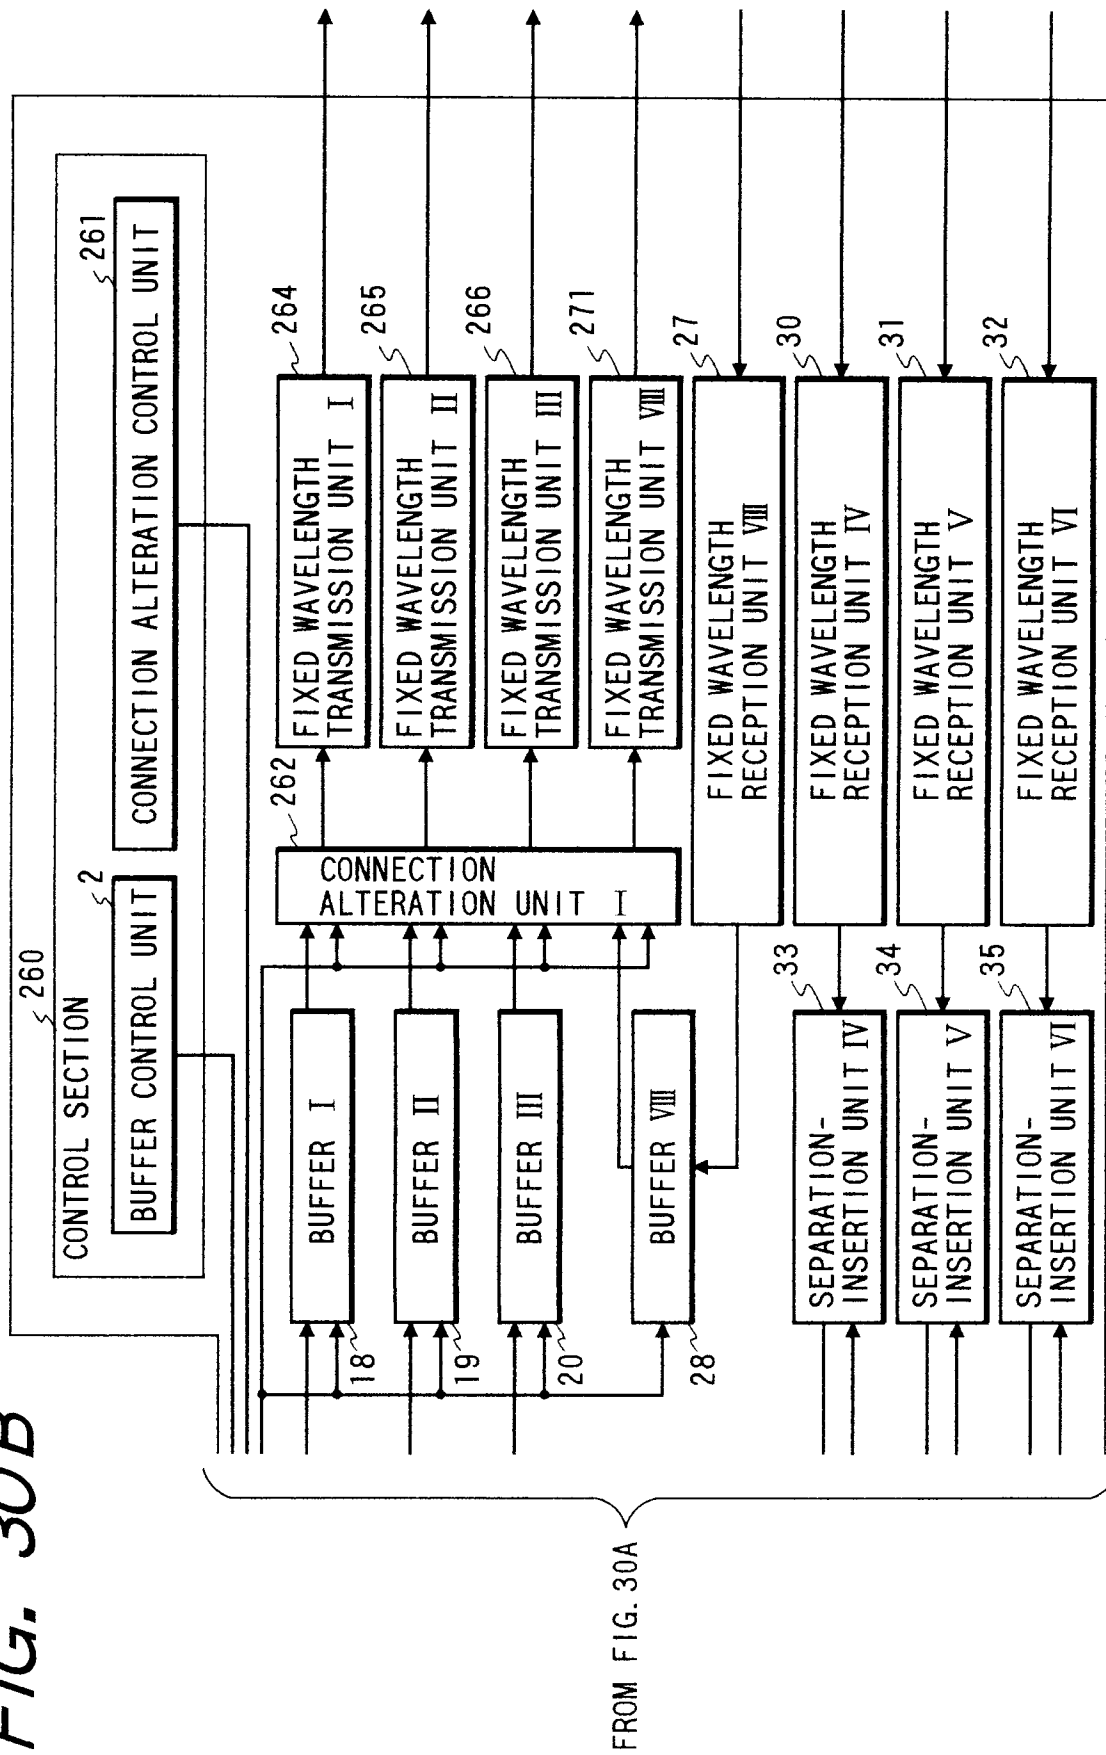 FIG. 30B
260
CONTROL SECTION
2
BUFFER CONTROL UNIT
261
CONNECTION ALTERATION CONTROL UNIT
BUFFER I
18
BUFFER II
19
BUFFER III
20
BUFFER VIII
28
262
CONNECTION
ALTERATION UNIT I
264
FIXED WAVELENGTH
TRANSMISSION UNIT I
265
FIXED WAVELENGTH
TRANSMISSION UNIT II
266
FIXED WAVELENGTH
TRANSMISSION UNIT III
271
FIXED WAVELENGTH
TRANSMISSION UNIT VIII
27
FIXED WAVELENGTH
RECEPTION UNIT VIII
30
FIXED WAVELENGTH
RECEPTION UNIT IV
31
FIXED WAVELENGTH
RECEPTION UNIT V
32
FIXED WAVELENGTH
RECEPTION UNIT VI
33
SEPARATION-
INSERTION UNIT IV
34
SEPARATION-
INSERTION UNIT V
35
SEPARATION-
INSERTION UNIT VI
FROM FIG. 30A